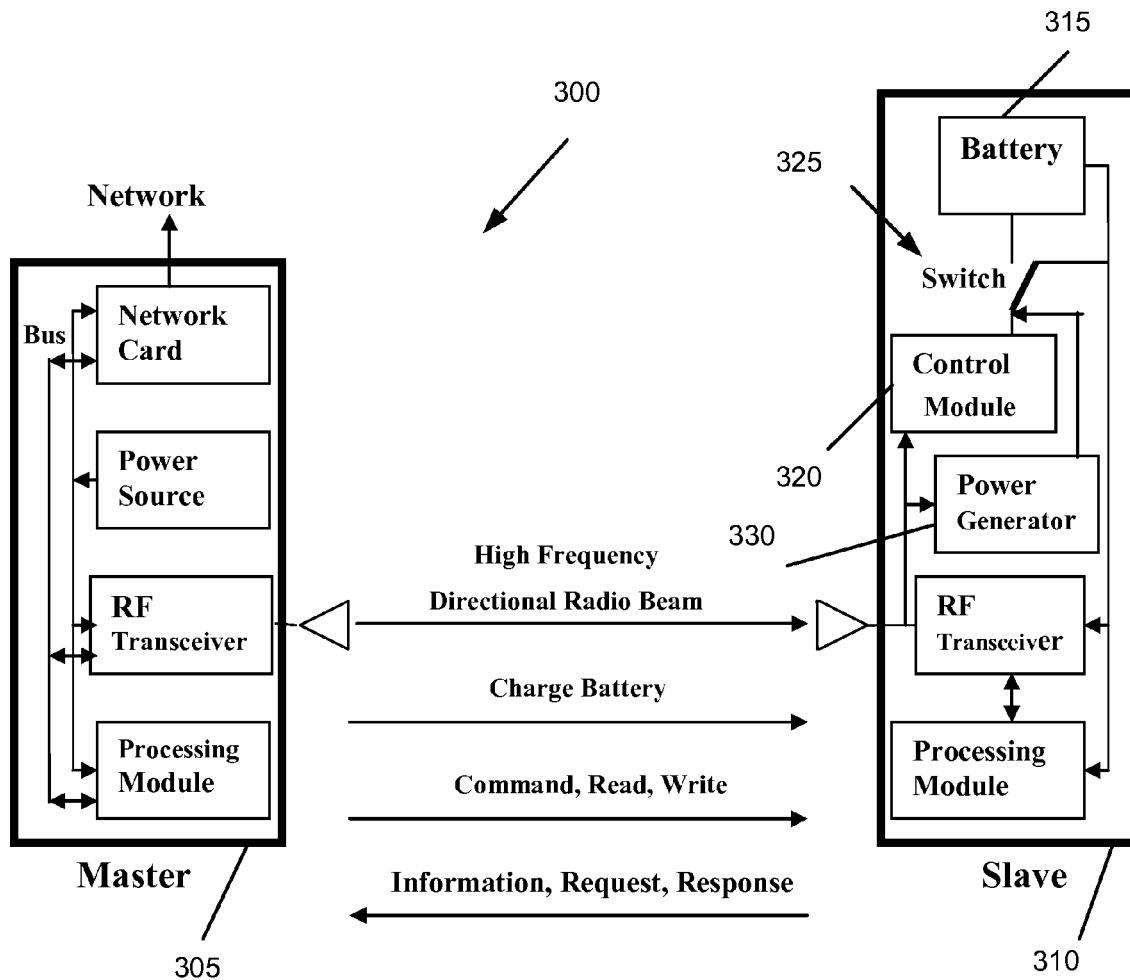 315
300
Battery
325
Network
Switch
Bus
Network
Card
Control
Module
Power
Source
320
Power
Generator
330
High Frequency
Directional Radio Beam
RF
Transceiver
RF
Transceiver
Charge Battery
Processing
Module
Processing
Module
Command, Read, Write
Master
Information, Request, Response
Slave
305
310